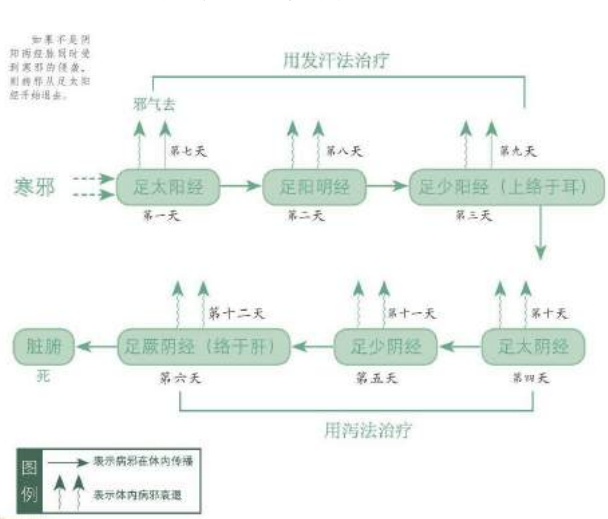 如果不是阴
阳两经脉同时受
到寒邪的侵袭，
则病邪从足太阳
经开始退去。
用发汗法治疗
邪气去
第七天
第八天
第九天
寒邪
足太阳经
足阳明经
足少阳经（上络于耳）
第一天
第二天
第三天
第十二天
第十一天
第十天
脏腑
足厥阴经（络于肝）
足少阴经
足太阴经
死
第六天
第五天
第四天
用泻法治疗
图例
表示病邪在体内传播
表示体内病邪衰退